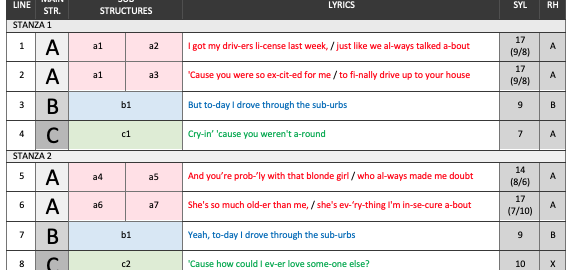 LINE MAIN STR. SUB STRUCTURES LYRICS SYL RH
STANZA 1
1 A a1 a2 I got my driv-ers li-cense last week, / just like we al-ways talked a-bout 17 (9/8) A
2 A a1 a3 'Cause you were so ex-cit-ed for me / to fi-nally drive up to your house 17 (9/8) A
3 B b1 But to-day I drove through the sub-urbs 9 B
4 C c1 Cry-in' 'cause you weren't a-round 7 A
STANZA 2
5 A a4 a5 And you're prob-'ly with that blonde girl / who al-ways made me doubt 14 (8/6) A
6 A a6 a7 She's so much old-er than me, / she's ev-'ry-thing I'm in-se-cure a-bout 17 (7/10) A
7 B b1 Yeah, to-day I drove through the sub-urbs 9 B
8 C c2 'Cause how could I ev-er love some-one else? 10 X